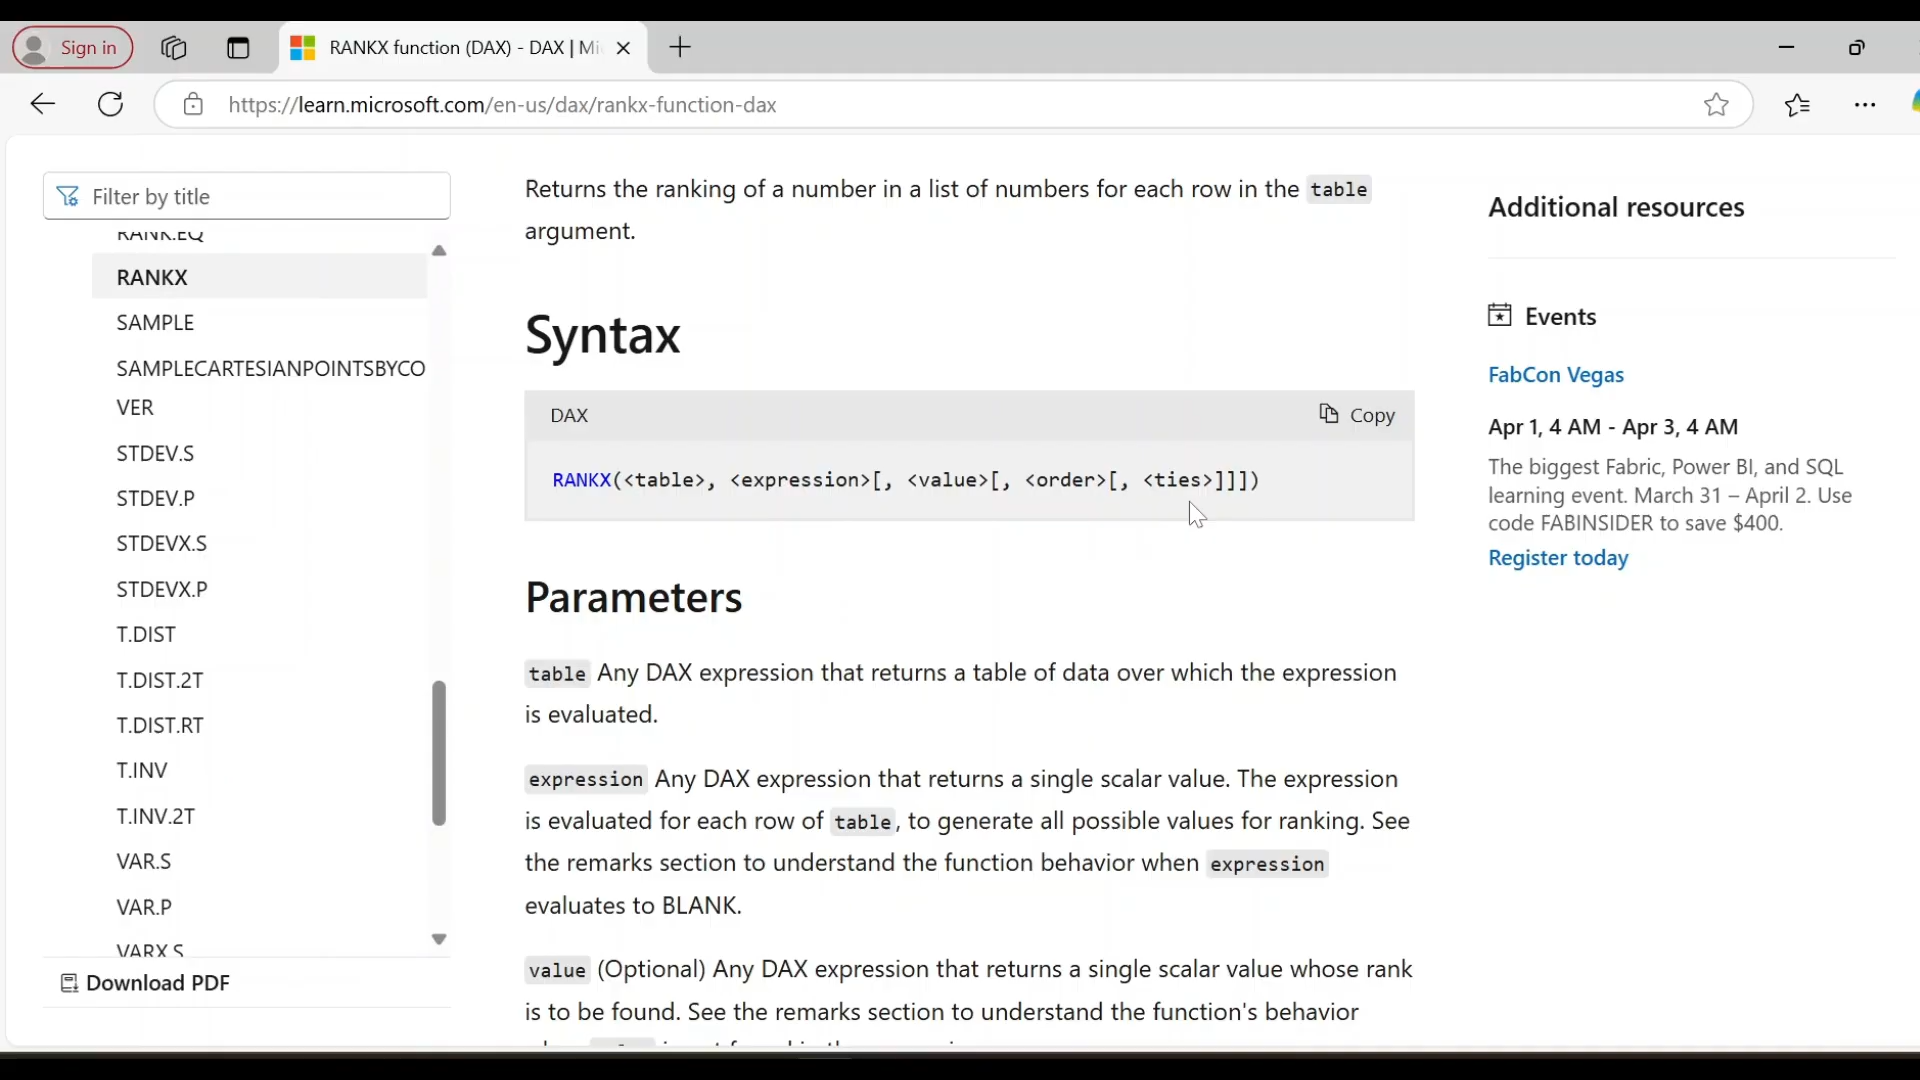 Sign in
RANKX function (DAX) - DAX | Mi
https://learn.microsoft.com/en-us/dax/rankx-function-dax
Filter by title
RANK.EQ
RANKX
SAMPLE
SAMPLECARTESIANPOINTSBYCO
VER
STDEV.S
STDEV.P
STDEVX.S
STDEVX.P
T.DIST
T.DIST.2T
T.DIST.RT
T.INV
T.INV.2T
VAR.S
VAR.P
VARX.S
Download PDF
Returns the ranking of a number in a list of numbers for each row in the table
argument.
Syntax
DAX
Copy
RANKX(<table>, <expression>[, <value>[, <order>[, <ties>]]])
Parameters
table Any DAX expression that returns a table of data over which the expression
is evaluated.
expression Any DAX expression that returns a single scalar value. The expression
is evaluated for each row of table, to generate all possible values for ranking. See
the remarks section to understand the function behavior when expression
evaluates to BLANK.
value (Optional) Any DAX expression that returns a single scalar value whose rank
is to be found. See the remarks section to understand the function's behavior
Additional resources
Events
FabCon Vegas
Apr 1, 4 AM - Apr 3, 4 AM
The biggest Fabric, Power BI, and SQL
learning event. March 31 – April 2. Use
code FABINSIDER to save $400.
Register today